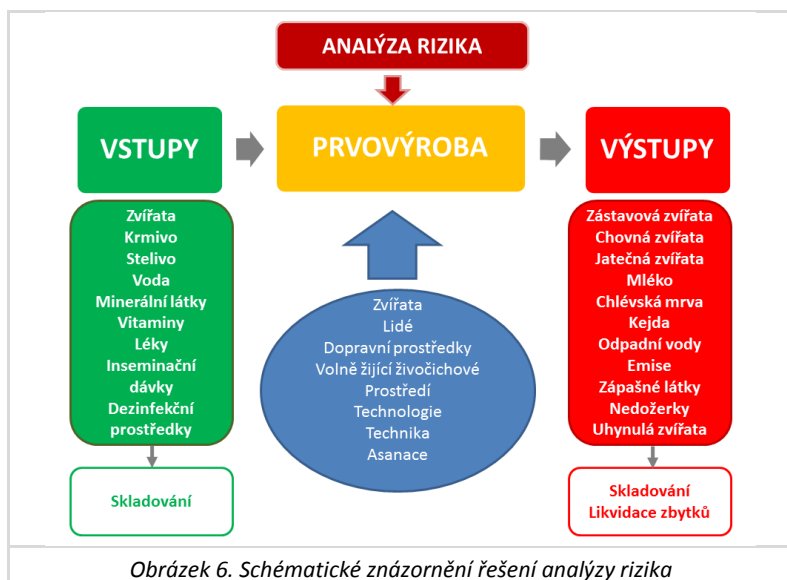 ANALÝZA RIZIKA
VSTUPY
PRVOVÝROBA
VÝSTUPY
Zvířata
Krmivo
Stelivo
Voda
Minerální látky
Vitaminy
Léky
Inseminační
dávky
Dezinfekční
prostředky
Skladování
Zvířata
Lidé
Dopravní prostředky
Volně žijící živočichové
Prostředí
Technologie
Technika
Asanace
Zástavová zvířata
Chovná zvířata
Jatečná zvířata
Mléko
Chlévská mrva
Kejda
Odpadní vody
Emise
Zápašné látky
Nedožerky
Uhynulá zvířata
Skladování
Likvidace zbytků
Obrázek 6. Schématické znázornění řešení analýzy rizika